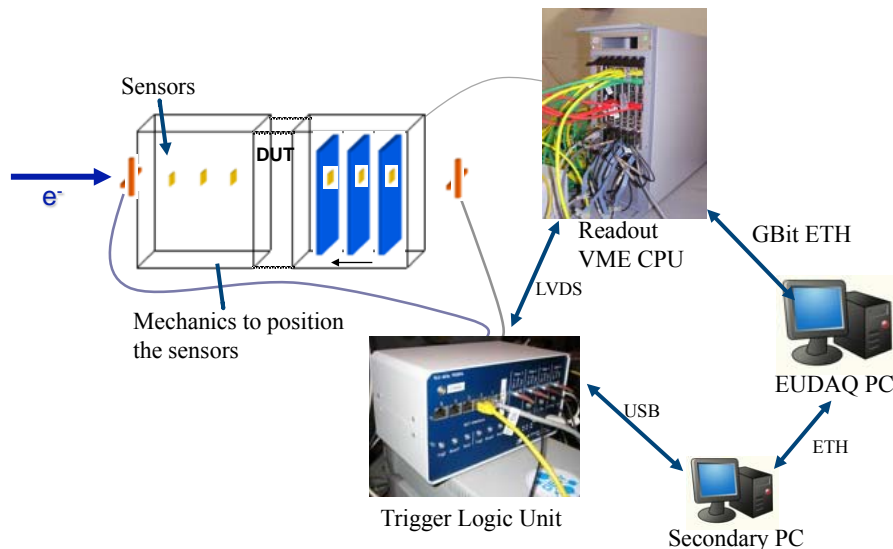 Sensors
DUT
e-
Mechanics to position
the sensors
Readout
VME CPU
GBit ETH
LVDS
EUDAQ PC
USB
ETH
Trigger Logic Unit
Secondary PC